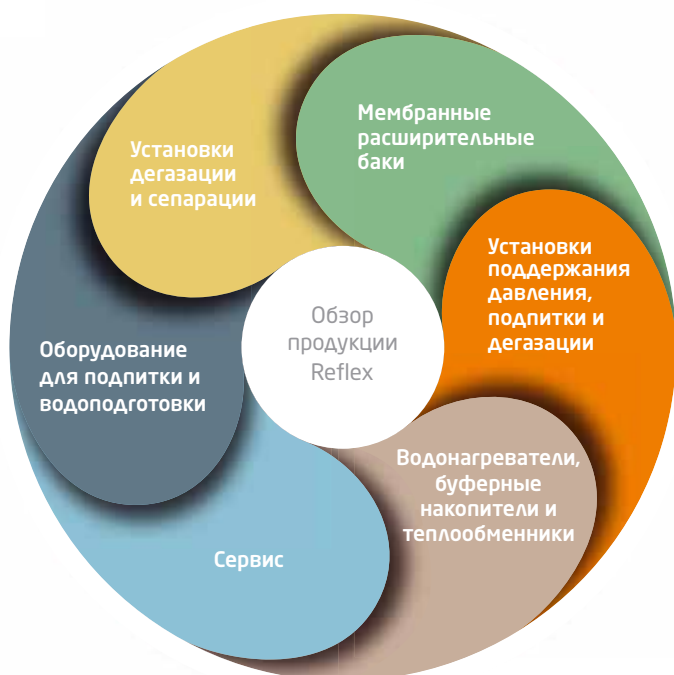 Обзор
продукции
Reflex
Мембранные
расширительные
баки
Установки
поддержания
давления,
подпитки и
дегазации
Водонагреватели,
буферные
накопители и
теплообменники
Сервис
Оборудование
для подпитки и
водоподготовки
Установки
дегазации
и сепарации